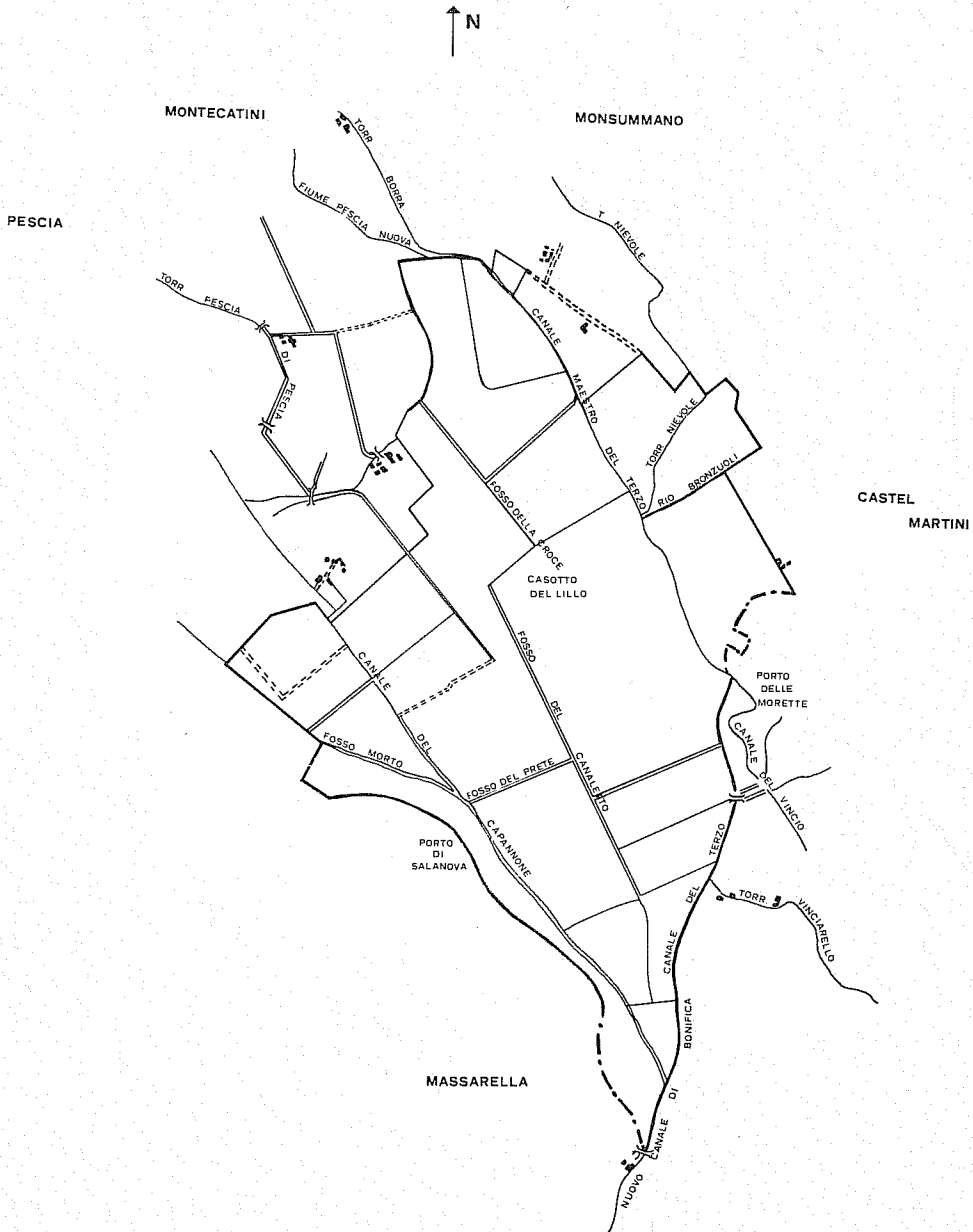 N
MONTECATINI
MONSUMMANO
PESCIA
TORR BORRA
FIUME PESCIA NUOVA
T NIEVOLE
TORR PESCIA DI PESCIA
CANALE MAESTRO DEL TERZO
TORR NIEVOLE
RIO BRONZUOLI
CASTEL
MARTINI
FOSSO DELLA CROCE
CASOTTO
DEL LILLO
FOSSO DEL CANALETTO
CANALE DEL CAPANNONE
FOSSO MORTO
FOSSO DEL PRETE
PORTO
DELLE
MORETTE
CANALE DEL VINCIO
PORTO
DI
SALANOVA
CANALE DEL TERZO
TORR. VINCIARELLO
MASSARELLA
NUOVO CANALE DI BONIFICA